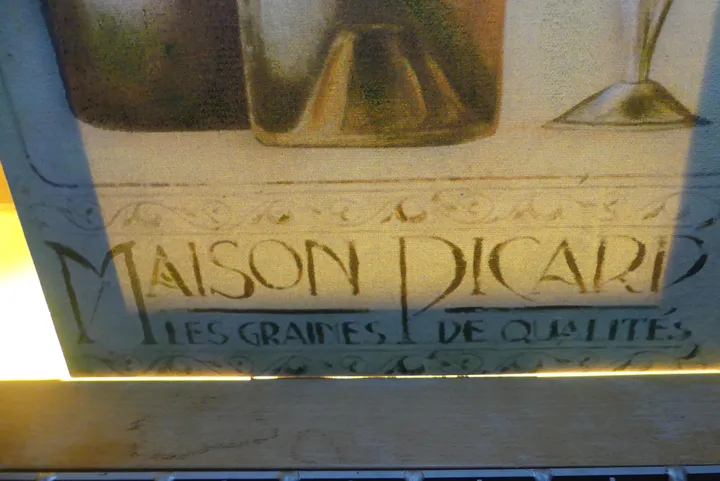 MAISON PICARD
LES GRAINES DE QUALITÉS